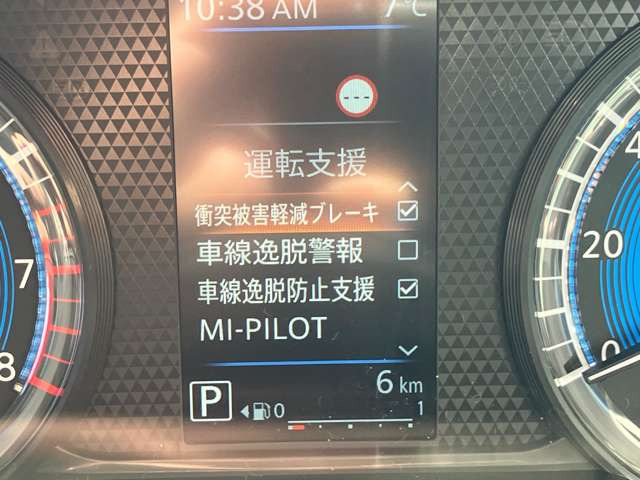 10:38 AM 7℃
---
運転支援
衝突被害軽減ブレーキ
車線逸脱警報
車線逸脱防止支援
MI-PILOT
6 km
P
0 1
7
8
4
20
0